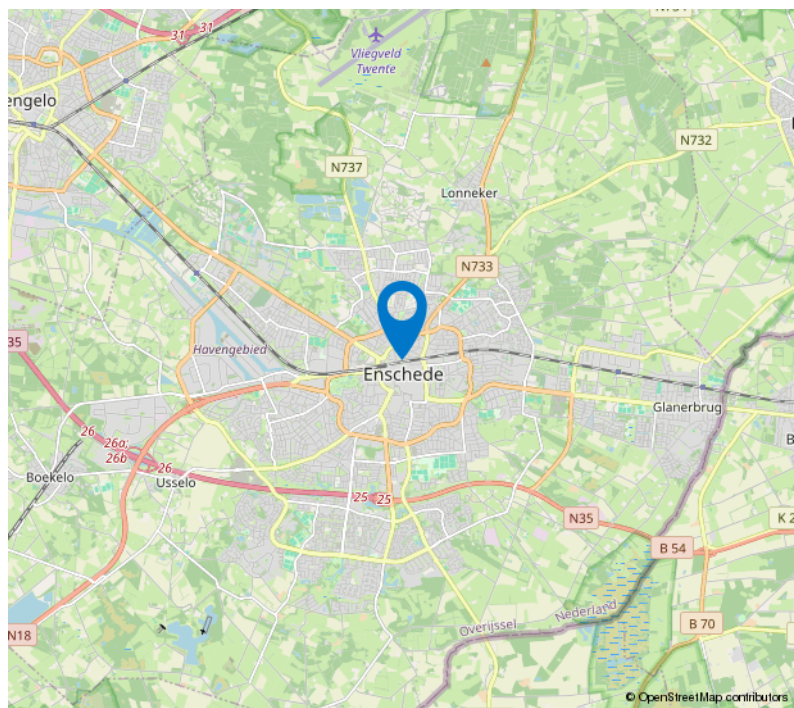 31
31
Vliegveld
Twente
engelo
N732
N737
Lonneker
N733
35
Havengebied
Enschede
Glanerbrug
26
26a;
26b
26
B
Boekelo
Usselo
25
25
N35
K 2
B 54
N18
Overijssel
Nederland
B 70
© OpenStreetMap contributors